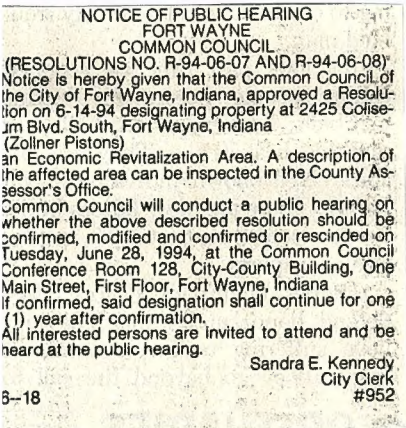 NOTICE OF PUBLIC HEARING
FORT WAYNE
COMMON COUNCIL
(RESOLUTIONS NO. R-94-06-07 AND R-94-06-08)
Notice is hereby given that the Common Council of
the City of Fort Wayne, Indiana, approved a Resolu-
tion on 6-14-94 designating property at 2425 Colise-
um Blvd. South, Fort Wayne, Indiana
(Zollner Pistons)
an Economic Revitalization Area. A description of
the affected area can be inspected in the County As-
sessor's Office.
Common Council will conduct a public hearing on
whether the above described resolution should be
confirmed, modified and confirmed or rescinded on
Tuesday, June 28, 1994, at the Common Council
Conference Room 128, City-County Building, One
Main Street, First Floor, Fort Wayne, Indiana
If confirmed, said designation shall continue for one
(1) year after confirmation.
All interested persons are invited to attend and be
heard at the public hearing.
Sandra E. Kennedy
City Clerk
6--18 #952